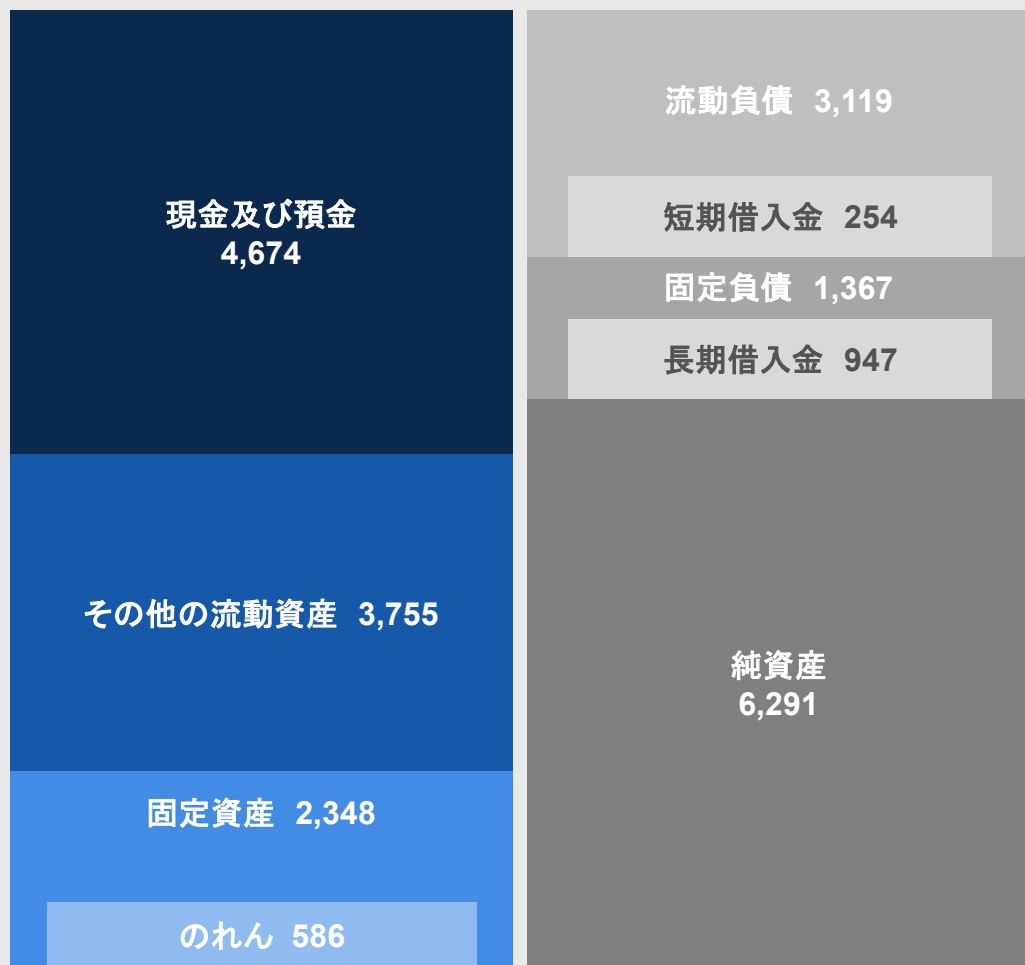 現金及び預金
4,674
その他の流動資産 3,755
固定資産 2,348
のれん 586
流動負債 3,119
短期借入金 254
固定負債 1,367
長期借入金 947
純資産
6,291